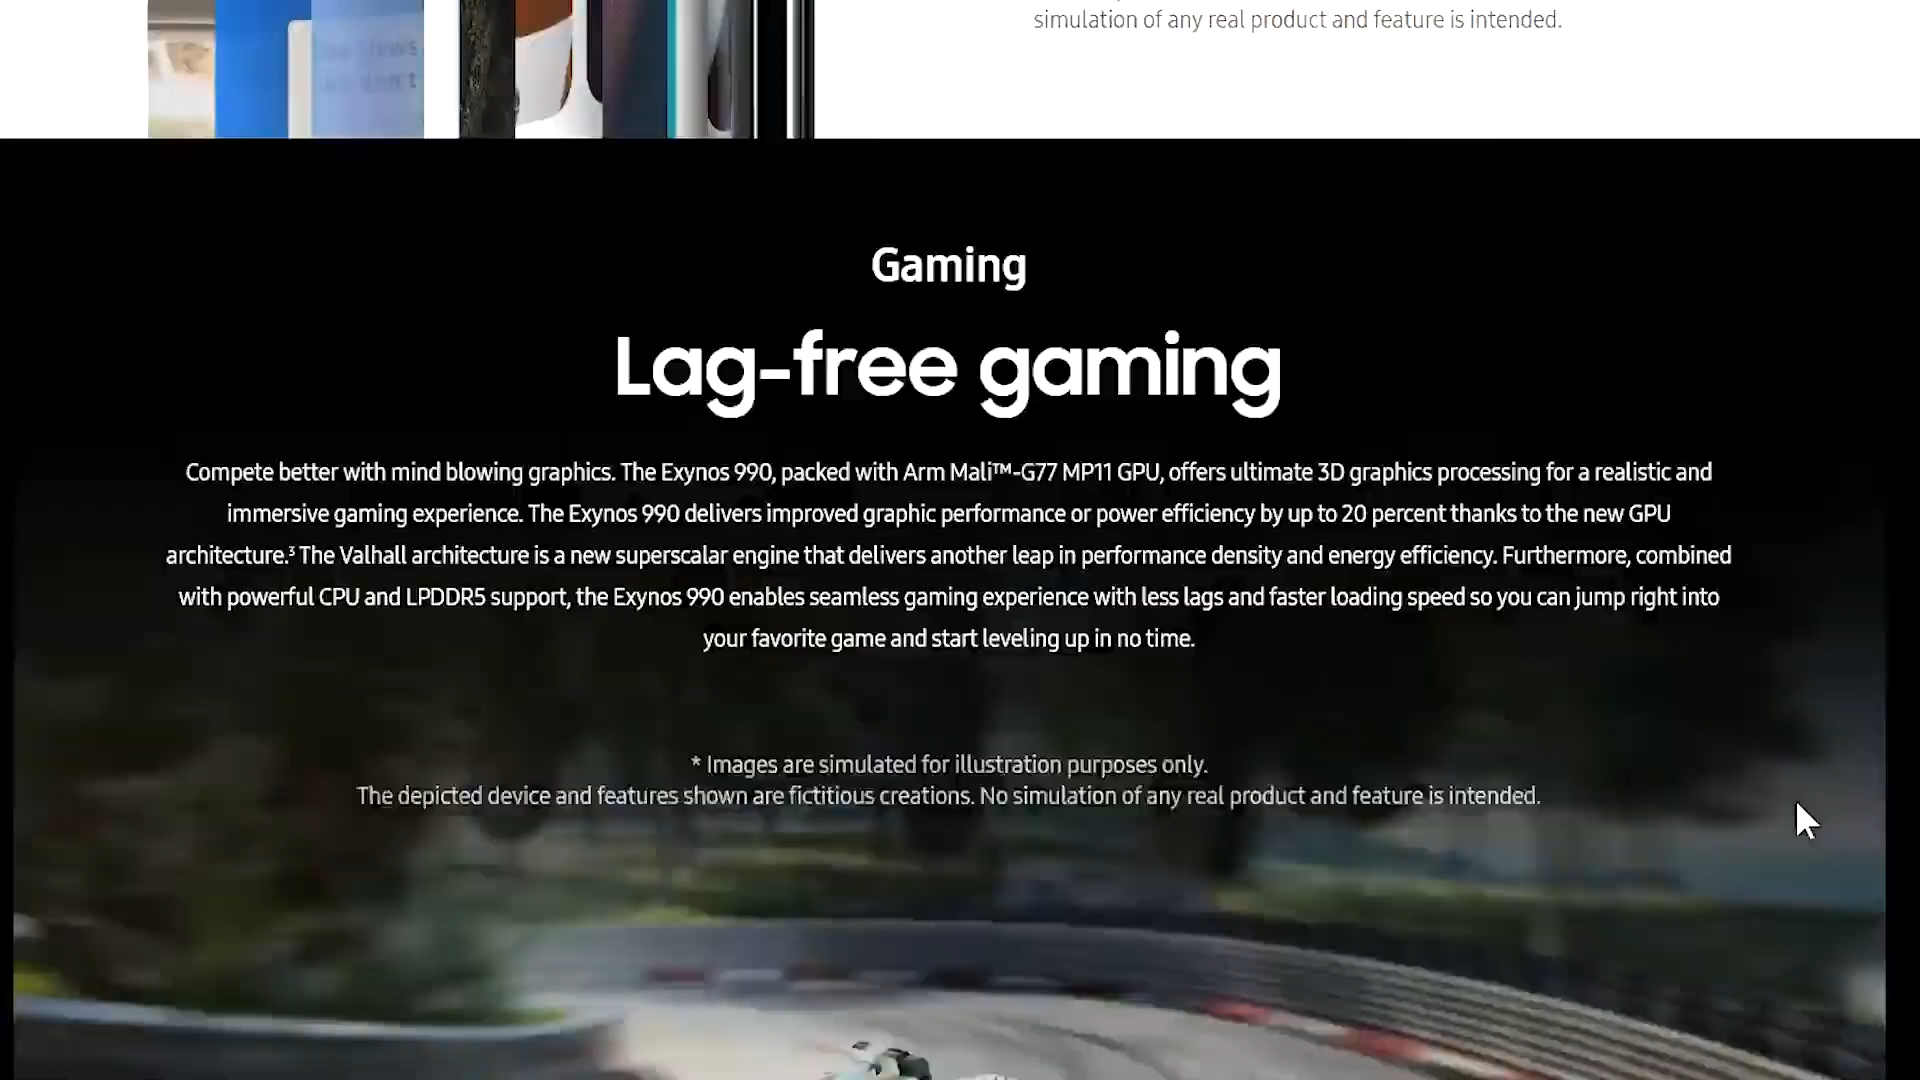 simulation of any real product and feature is intended.
Gaming
Lag-free gaming
Compete better with mind blowing graphics. The Exynos 990, packed with Arm Mali™-G77 MP11 GPU, offers ultimate 3D graphics processing for a realistic and
immersive gaming experience. The Exynos 990 delivers improved graphic performance or power efficiency by up to 20 percent thanks to the new GPU
architecture.³ The Valhall architecture is a new superscalar engine that delivers another leap in performance density and energy efficiency. Furthermore, combined
with powerful CPU and LPDDR5 support, the Exynos 990 enables seamless gaming experience with less lags and faster loading speed so you can jump right into
your favorite game and start leveling up in no time.
* Images are simulated for illustration purposes only.
The depicted device and features shown are fictitious creations. No simulation of any real product and feature is intended.